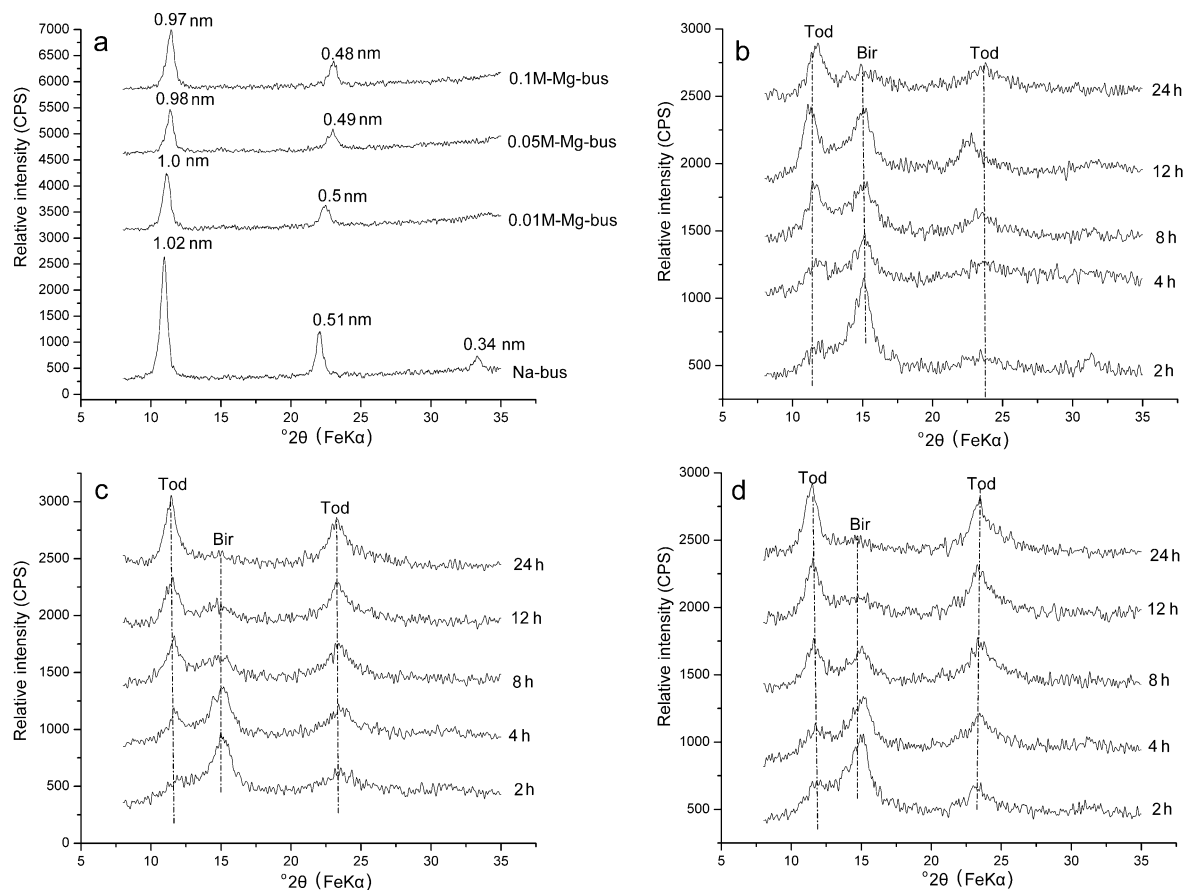 a
0.97 nm
0.48 nm
0.1M-Mg-bus
0.98 nm
0.49 nm
0.05M-Mg-bus
1.0 nm
0.5 nm
0.01M-Mg-bus
1.02 nm
0.51 nm
0.34 nm
Na-bus
7000
6500
6000
5500
5000
4500
4000
3500
3000
2500
2000
1500
1000
500
0
Relative intensity (CPS)
5 10 15 20 25 30 35
°2θ (FeKα)
b
Tod Bir Tod
24 h
12 h
8 h
4 h
2 h
3000
2500
2000
1500
1000
500
Relative intensity (CPS)
5 10 15 20 25 30 35
°2θ (FeKα)
c
Tod Bir Tod
24 h
12 h
8 h
4 h
2 h
3000
2500
2000
1500
1000
500
0
Relative intensity (CPS)
5 10 15 20 25 30 35
°2θ (FeKα)
d
Tod Bir Tod
24 h
12 h
8 h
4 h
2 h
3000
2500
2000
1500
1000
500
Relative intensity (CPS)
5 10 15 20 25 30 35
°2θ (FeKα)